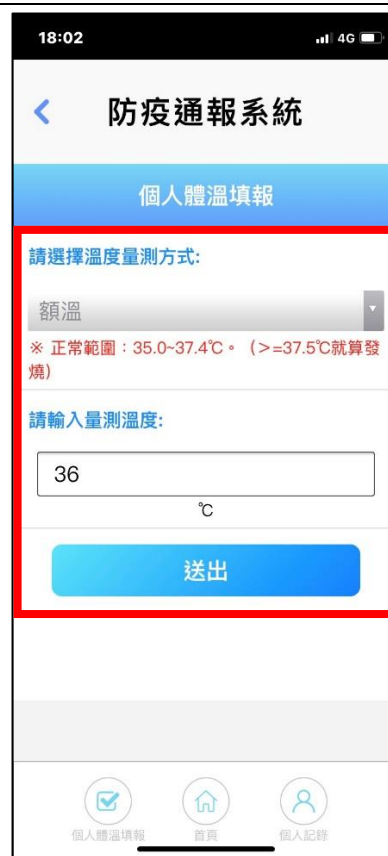 18:02
4G
防疫通報系統
個人體溫填報
請選擇溫度量測方式:
額溫
※ 正常範圍：35.0~37.4℃。（>=37.5℃就算發
燒)
請輸入量測溫度:
36
℃
送出
個人體溫填報 首頁 個人記錄